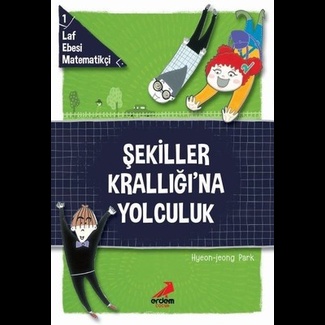 1
Laf
Ebesi
Matematikçi
ŞEKİLLER
KRALLIĞI'NA
YOLCULUK
Hyeon-jeong Park
erdem